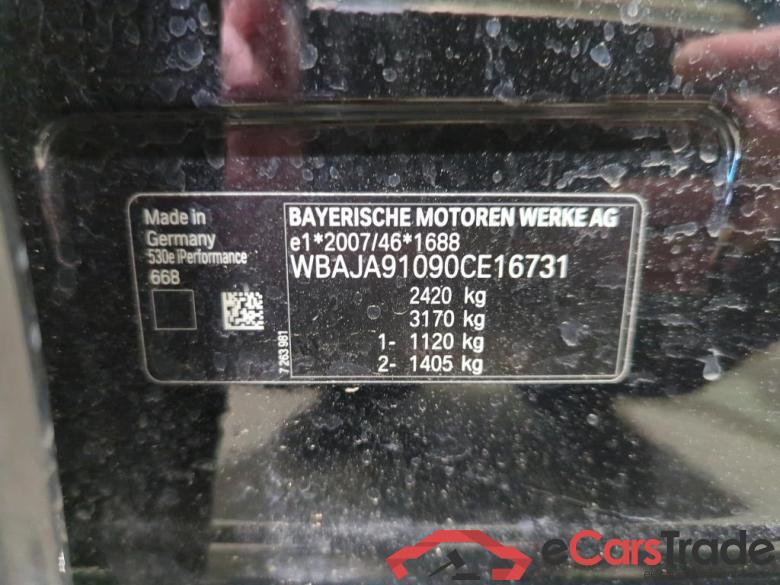 Made in
Germany
530e iPerformance
668
7 263 981
BAYERISCHE MOTOREN WERKE AG
e1*2007/46*1688
WBAJA91090CE16731
2420 kg
3170 kg
1- 1120 kg
2- 1405 kg
eCarsTrade